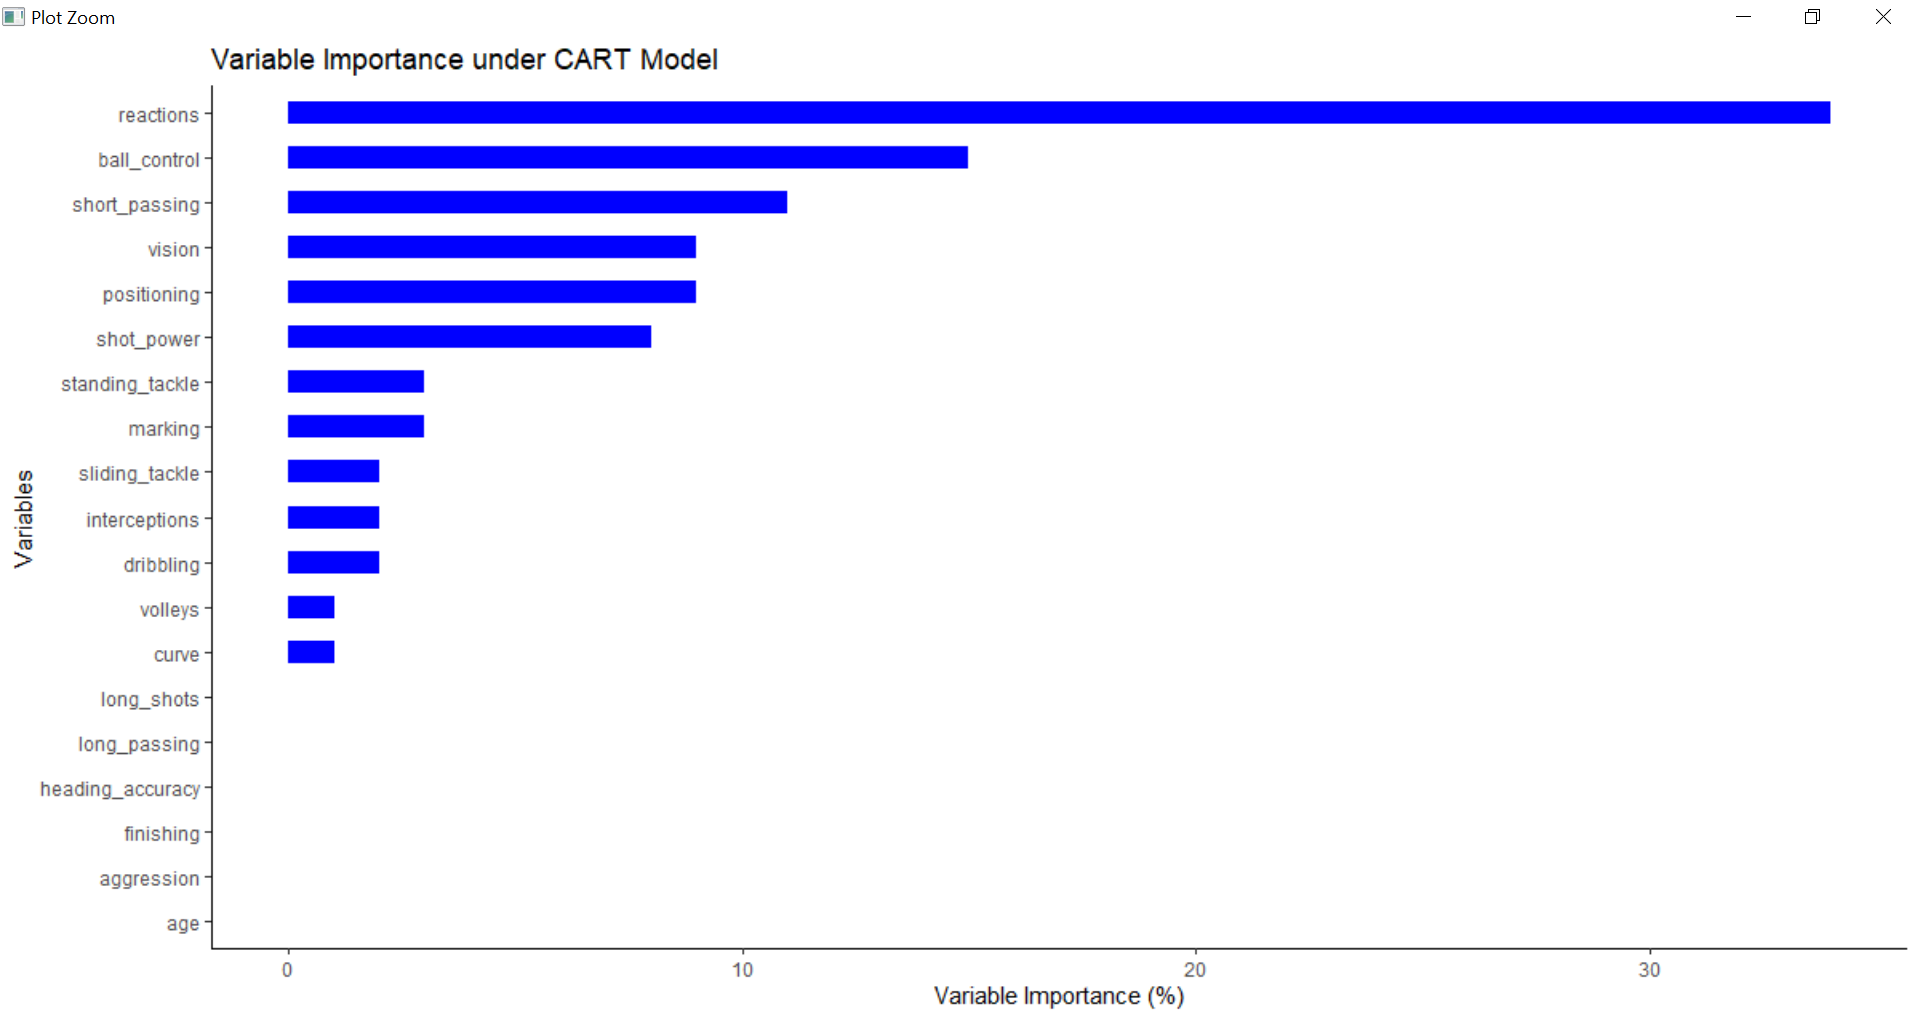 Plot Zoom
Variable Importance under CART Model
reactions
ball_control
short_passing
vision
positioning
shot_power
standing_tackle
marking
sliding_tackle
interceptions
dribbling
volleys
curve
long_shots
long_passing
heading_accuracy
finishing
aggression
age
Variables
0 10 20 30
Variable Importance (%)